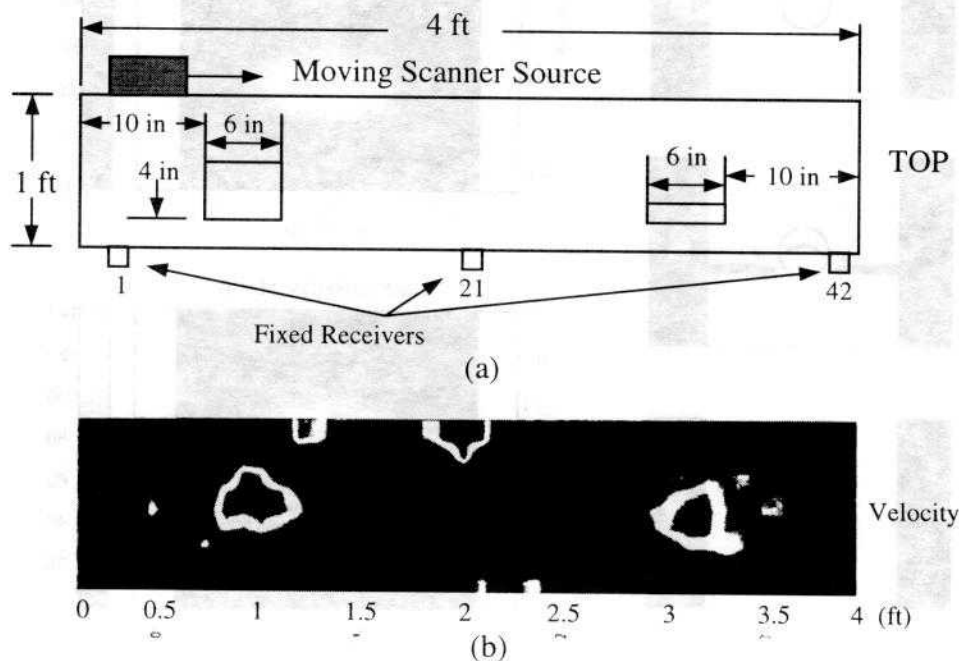 4 ft
Moving Scanner Source
10 in
6 in
4 in
1 ft
6 in
10 in
TOP
1
21
42
Fixed Receivers
(a)
Velocity
0 0.5 1 1.5 2 2.5 3 3.5 4 (ft)
(b)